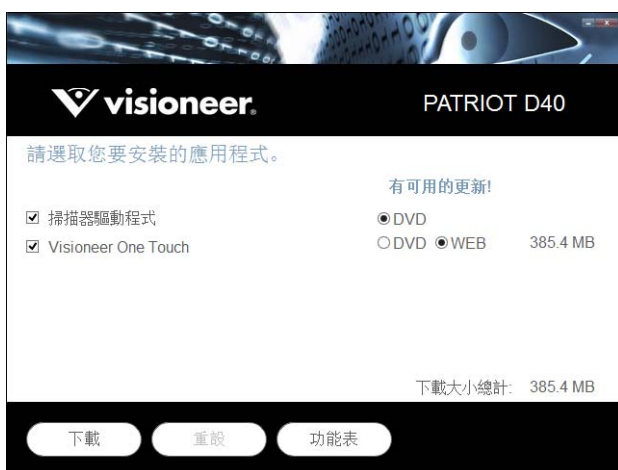 visioneer®
PATRIOT D40
請選取您要安裝的應用程式。
有可用的更新!
掃描器驅動程式 DVD
Visioneer One Touch DVD WEB 385.4 MB
下載大小總計: 385.4 MB
下載 重設 功能表